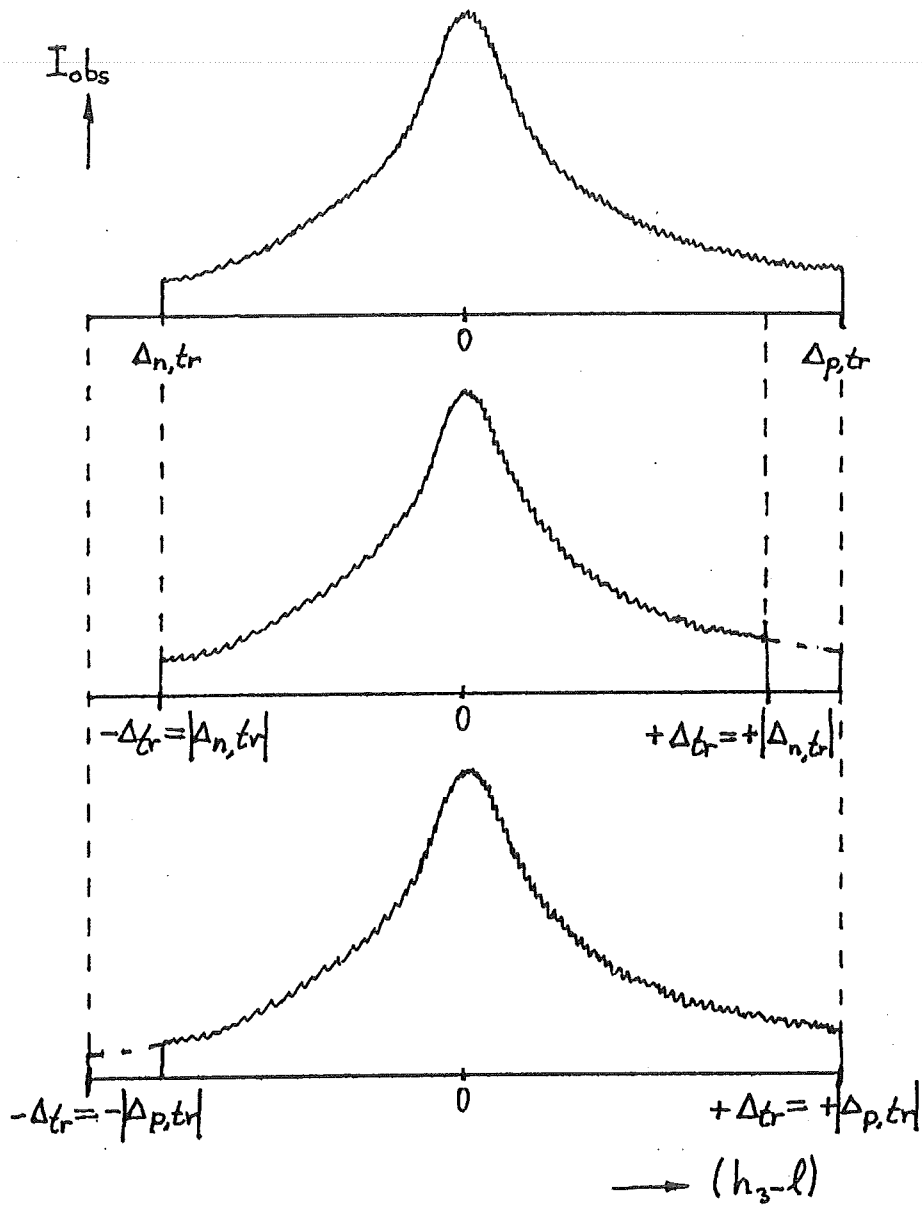 I_obs
Δ_n,tr 0 Δ_p,tr
-Δ_tr = |Δ_n,tr| 0 +Δ_tr = +|Δ_n,tr|
-Δ_tr = -|Δ_p,tr| 0 +Δ_tr = +|Δ_p,tr|
(h_3-l)